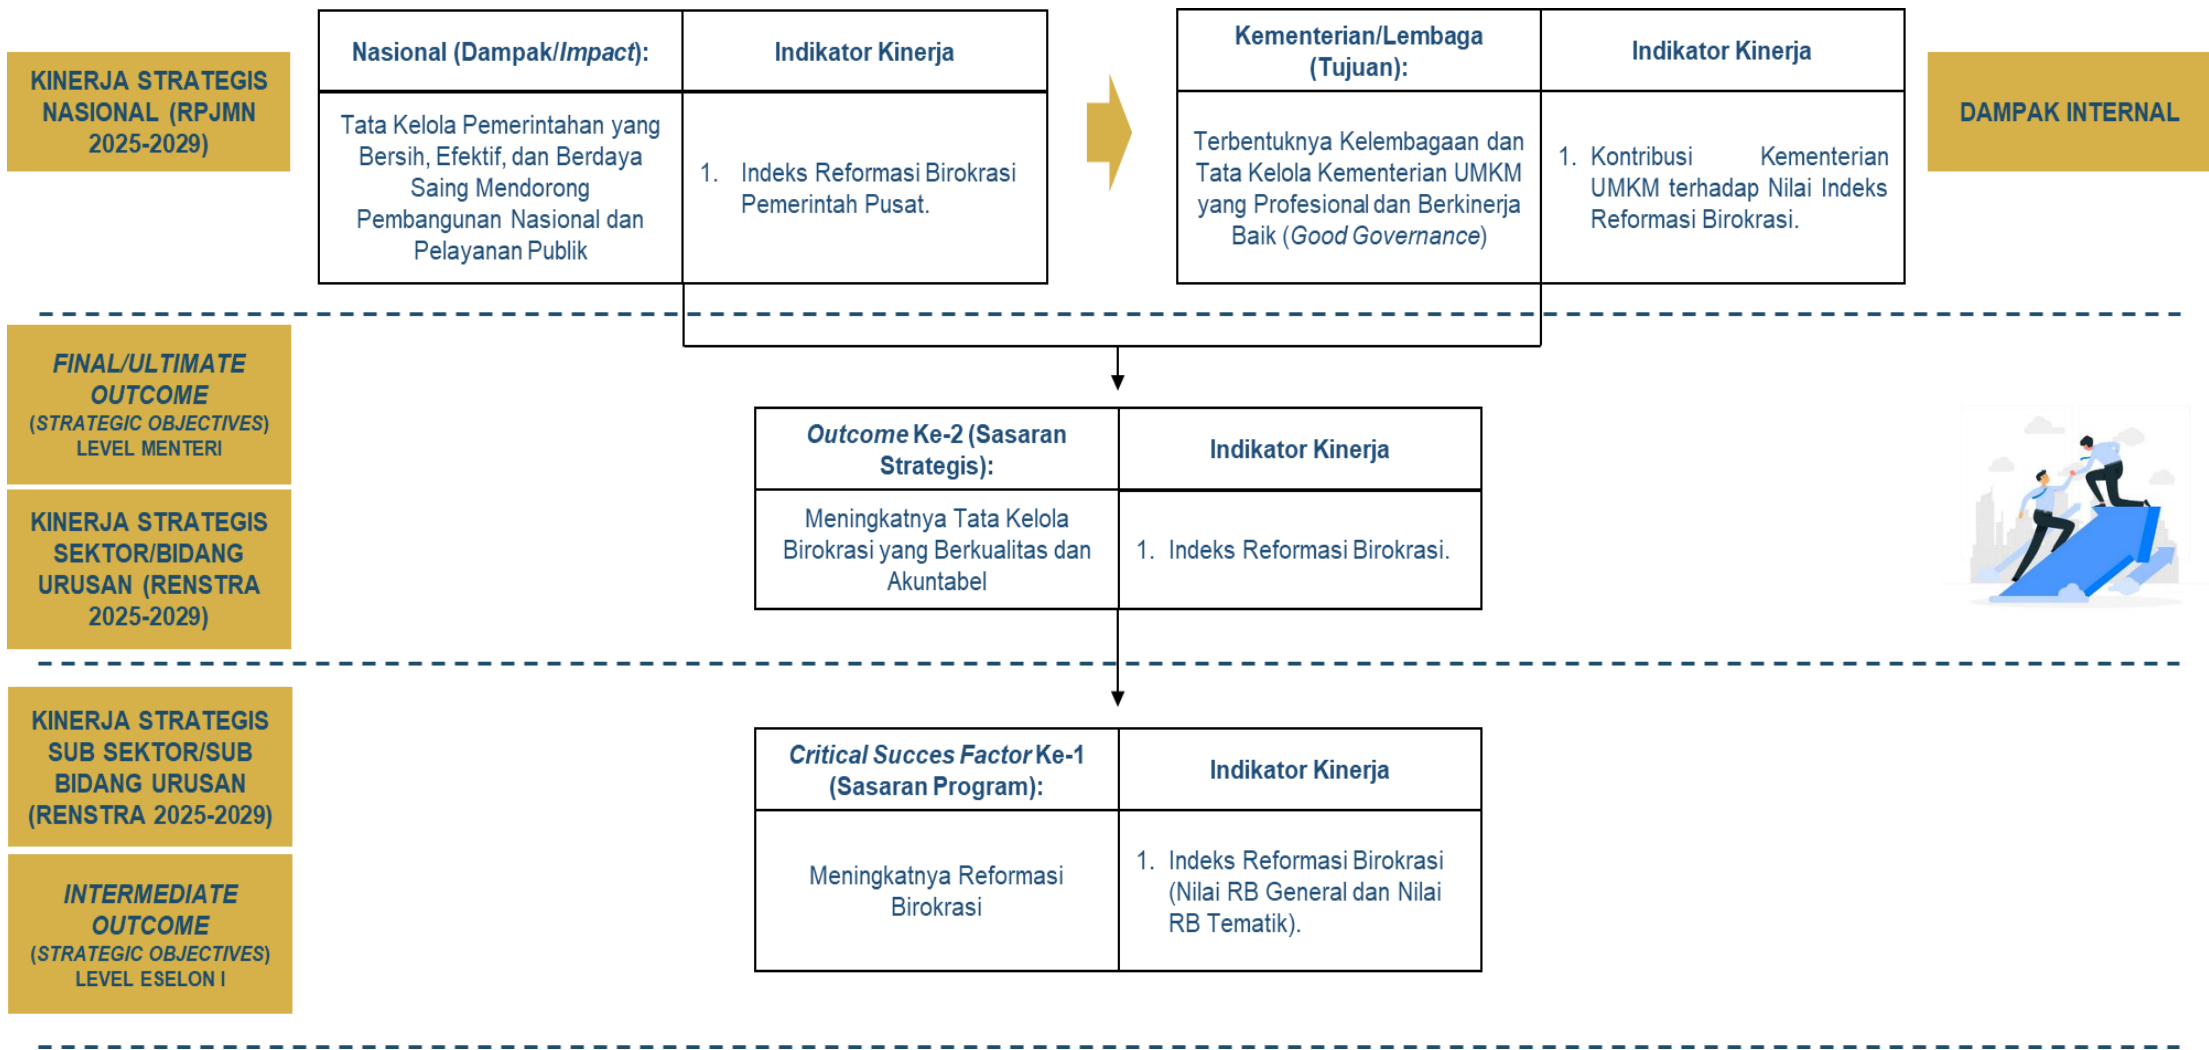 KINERJA STRATEGIS
NASIONAL (RPJMN
2025-2029)
Nasional (Dampak/Impact):
Indikator Kinerja
Tata Kelola Pemerintahan yang
Bersih, Efektif, dan Berdaya
Saing Mendorong
Pembangunan Nasional dan
Pelayanan Publik
1. Indeks Reformasi Birokrasi
Pemerintah Pusat.
Kementerian/Lembaga
(Tujuan):
Indikator Kinerja
Terbentuknya Kelembagaan dan
Tata Kelola Kementerian UMKM
yang Profesional dan Berkinerja
Baik (Good Governance)
1. Kontribusi Kementerian
UMKM terhadap Nilai Indeks
Reformasi Birokrasi.
DAMPAK INTERNAL
FINAL/ULTIMATE
OUTCOME
(STRATEGIC OBJECTIVES)
LEVEL MENTERI
KINERJA STRATEGIS
SEKTOR/BIDANG
URUSAN (RENSTRA
2025-2029)
Outcome Ke-2 (Sasaran
Strategis):
Indikator Kinerja
Meningkatnya Tata Kelola
Birokrasi yang Berkualitas dan
Akuntabel
1. Indeks Reformasi Birokrasi.
KINERJA STRATEGIS
SUB SEKTOR/SUB
BIDANG URUSAN
(RENSTRA 2025-2029)
INTERMEDIATE
OUTCOME
(STRATEGIC OBJECTIVES)
LEVEL ESELON I
Critical Succes Factor Ke-1
(Sasaran Program):
Indikator Kinerja
Meningkatnya Reformasi
Birokrasi
1. Indeks Reformasi Birokrasi
(Nilai RB General dan Nilai
RB Tematik).